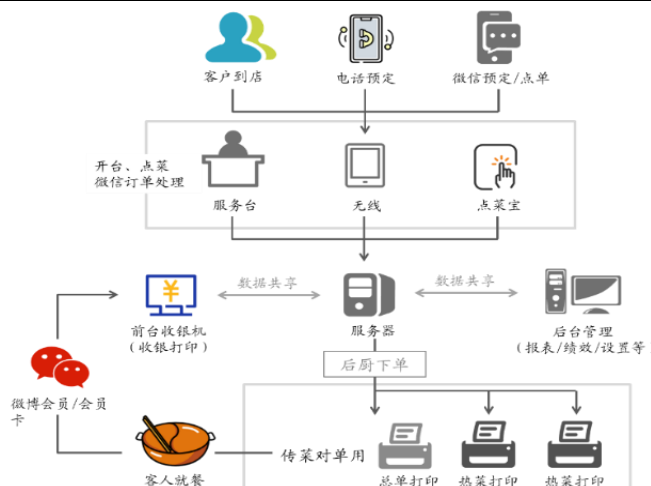 客户到店
电话预定
微信预定/点单
开台、点菜
微信订单处理
服务台
无线
点菜宝
数据共享
数据共享
前台收银机
(收银打印)
服务器
后台管理
(报表/绩效/设置等)
后厨下单
微博会员/会员
卡
传菜对单用
客人就餐
总单打印
热菜打印
热菜打印